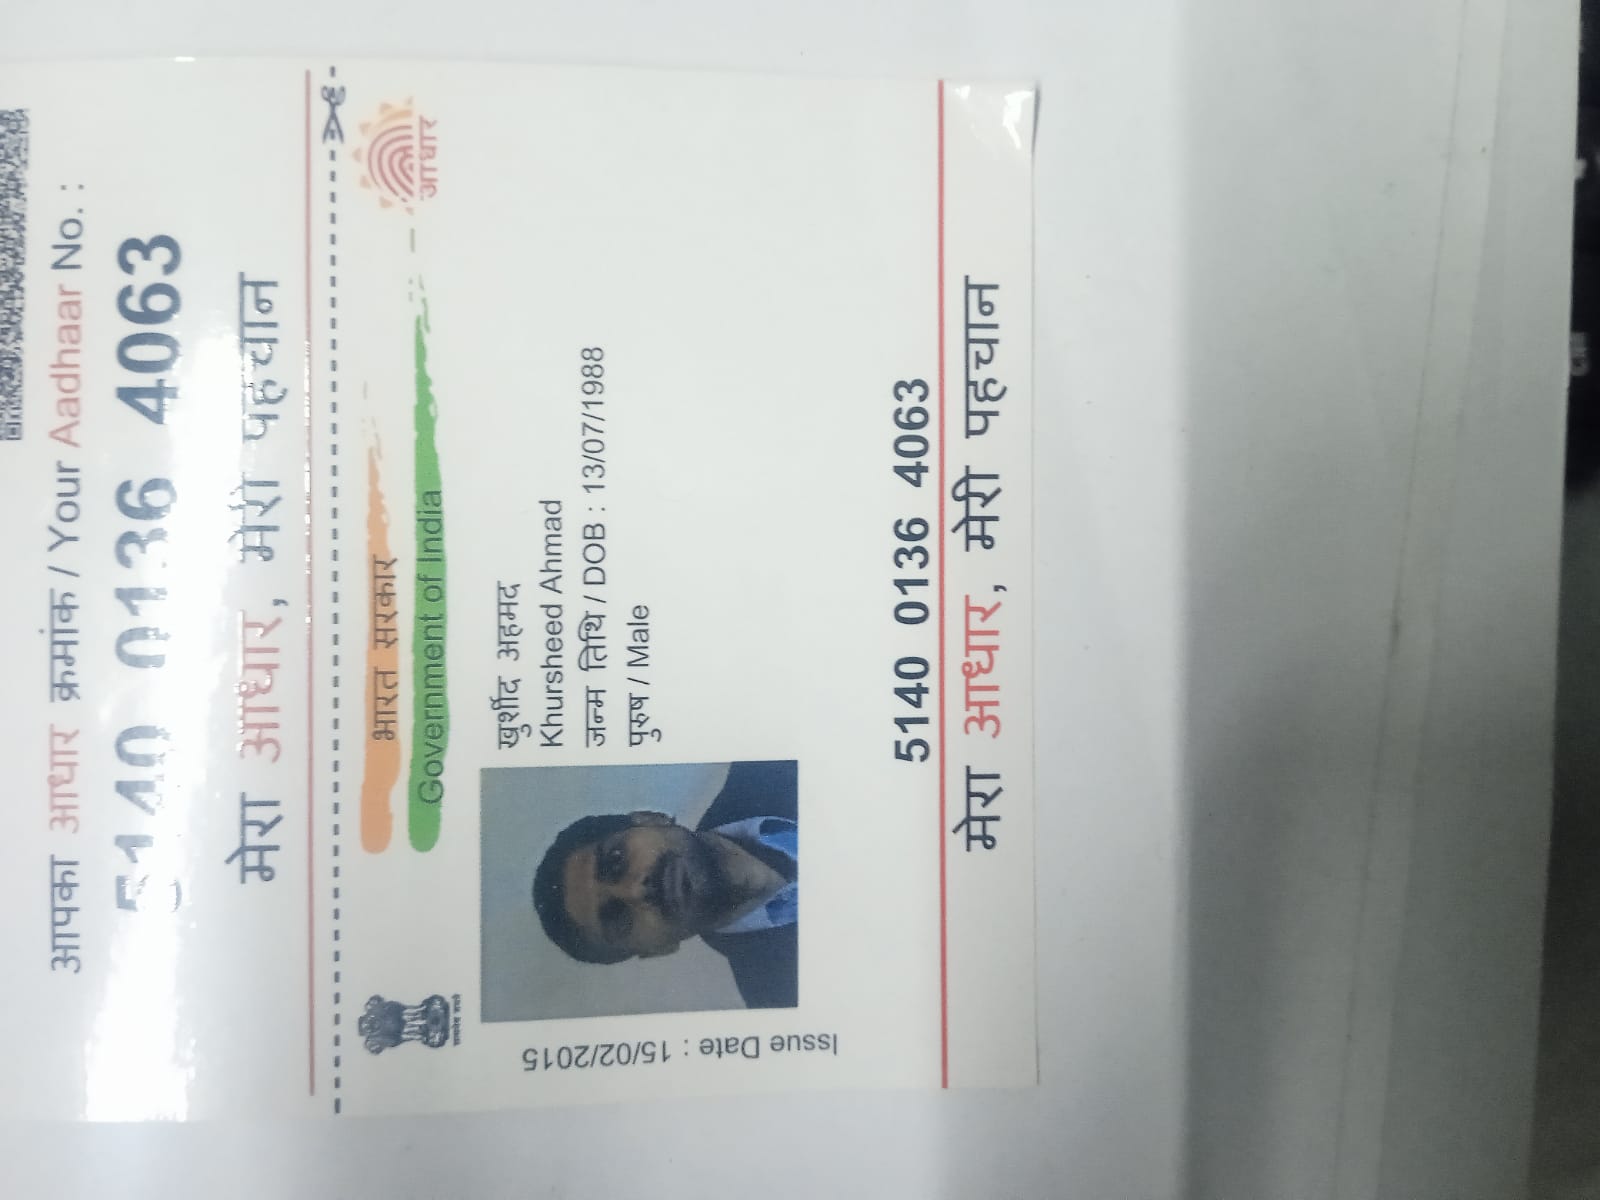 आपका आधार क्रमांक / Your Aadhaar No. :
5140 0136 4063
मेरा आधार, मेरी पहचान
भारत सरकार
Government of India
आधार
सत्यमेव जयते
Issue Date : 15/02/2015
खुर्शीद अहमद
Khursheed Ahmad
जन्म तिथि / DOB : 13/07/1988
पुरुष / Male
5140 0136 4063
मेरा आधार, मेरी पहचान